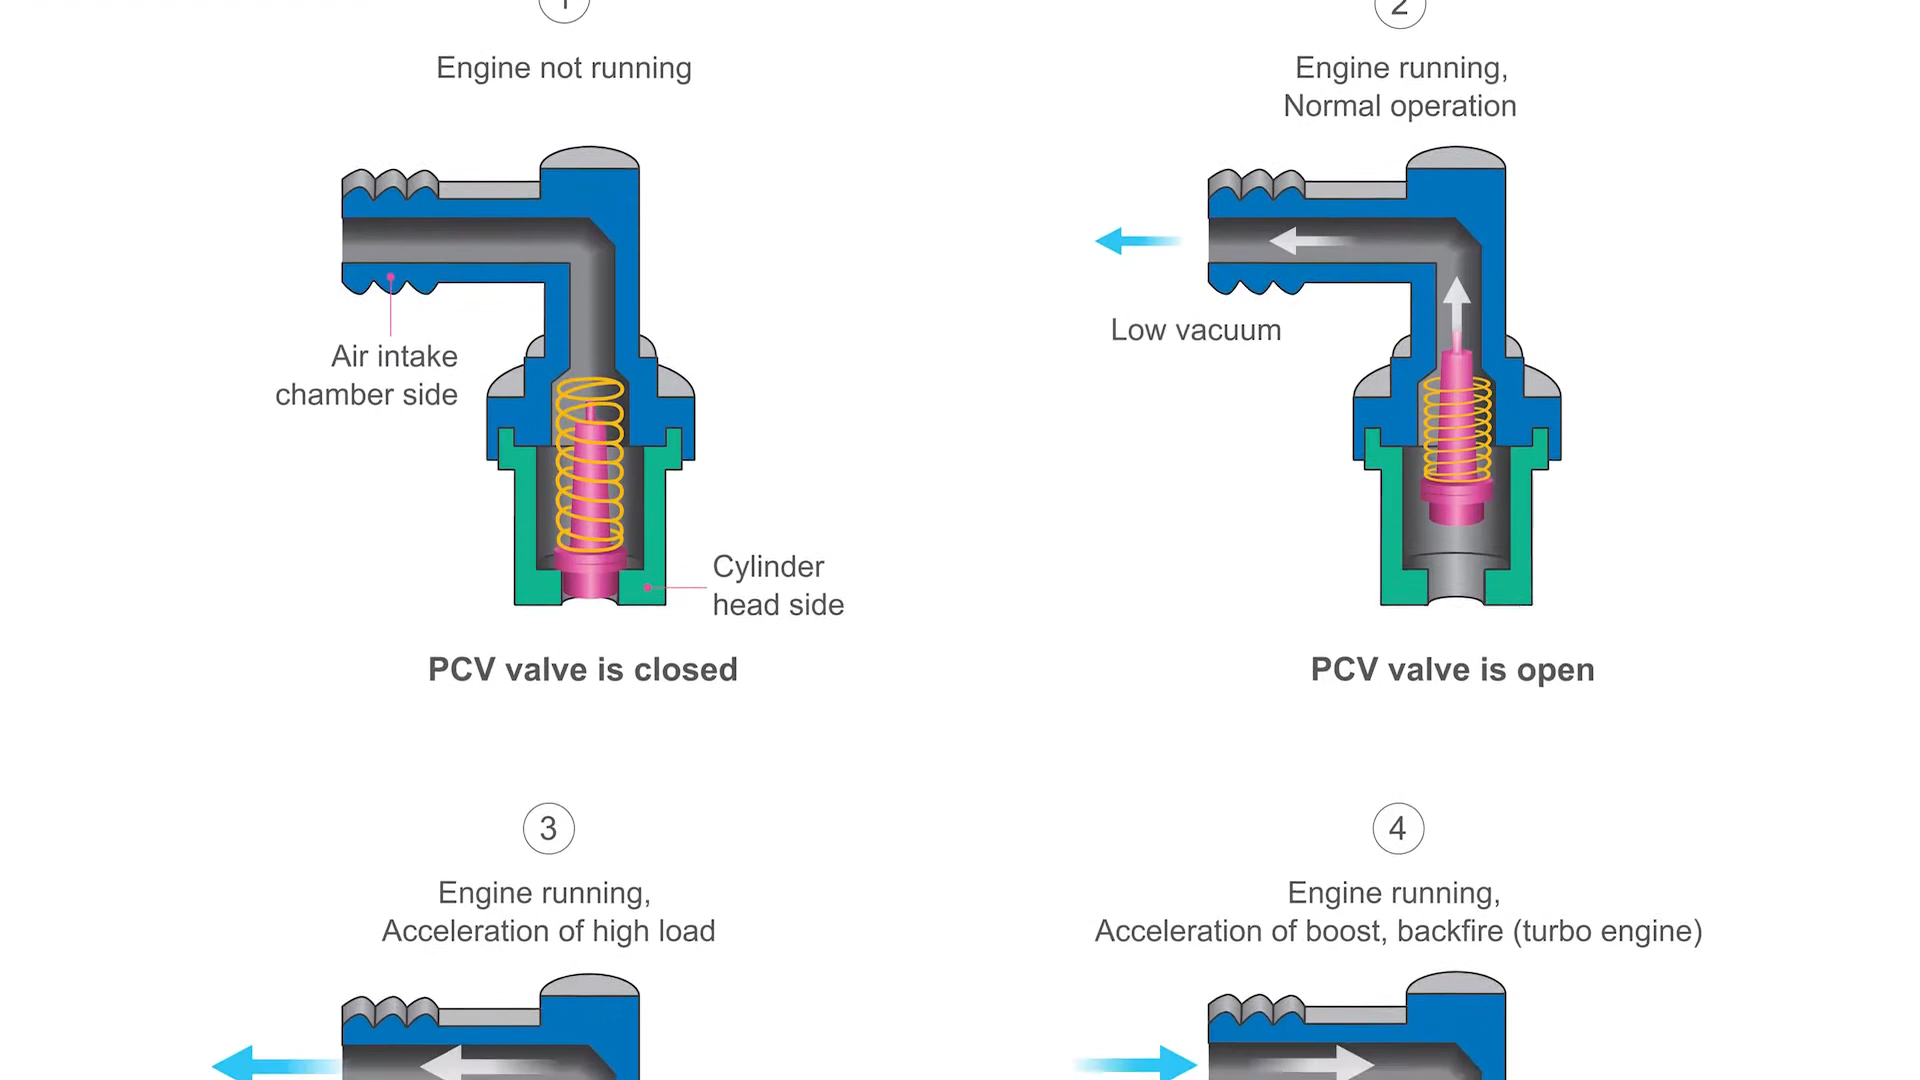 1
2
Engine not running
Engine running,
Normal operation
Air intake
chamber side
Low vacuum
Cylinder
head side
PCV valve is closed
PCV valve is open
3
4
Engine running,
Acceleration of high load
Engine running,
Acceleration of boost, backfire (turbo engine)